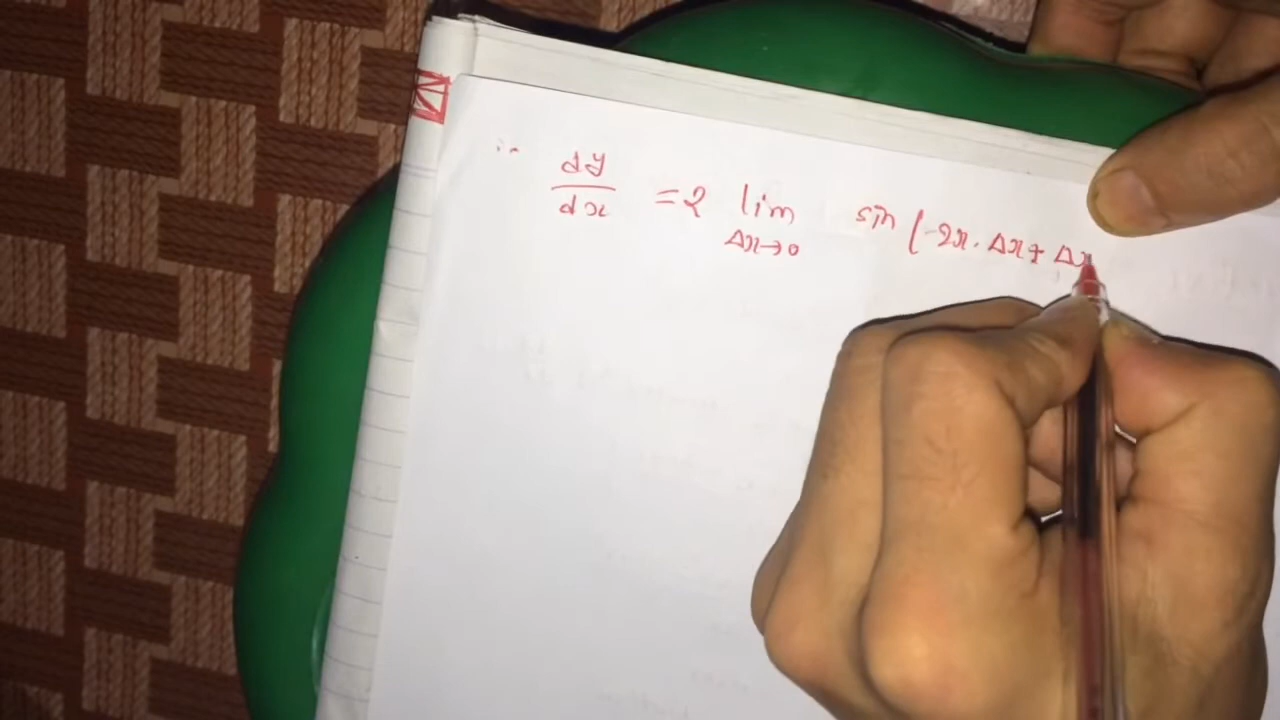 ∴ dy/dx = 2 lim Δx→0 sin (-2x. Δx + Δx